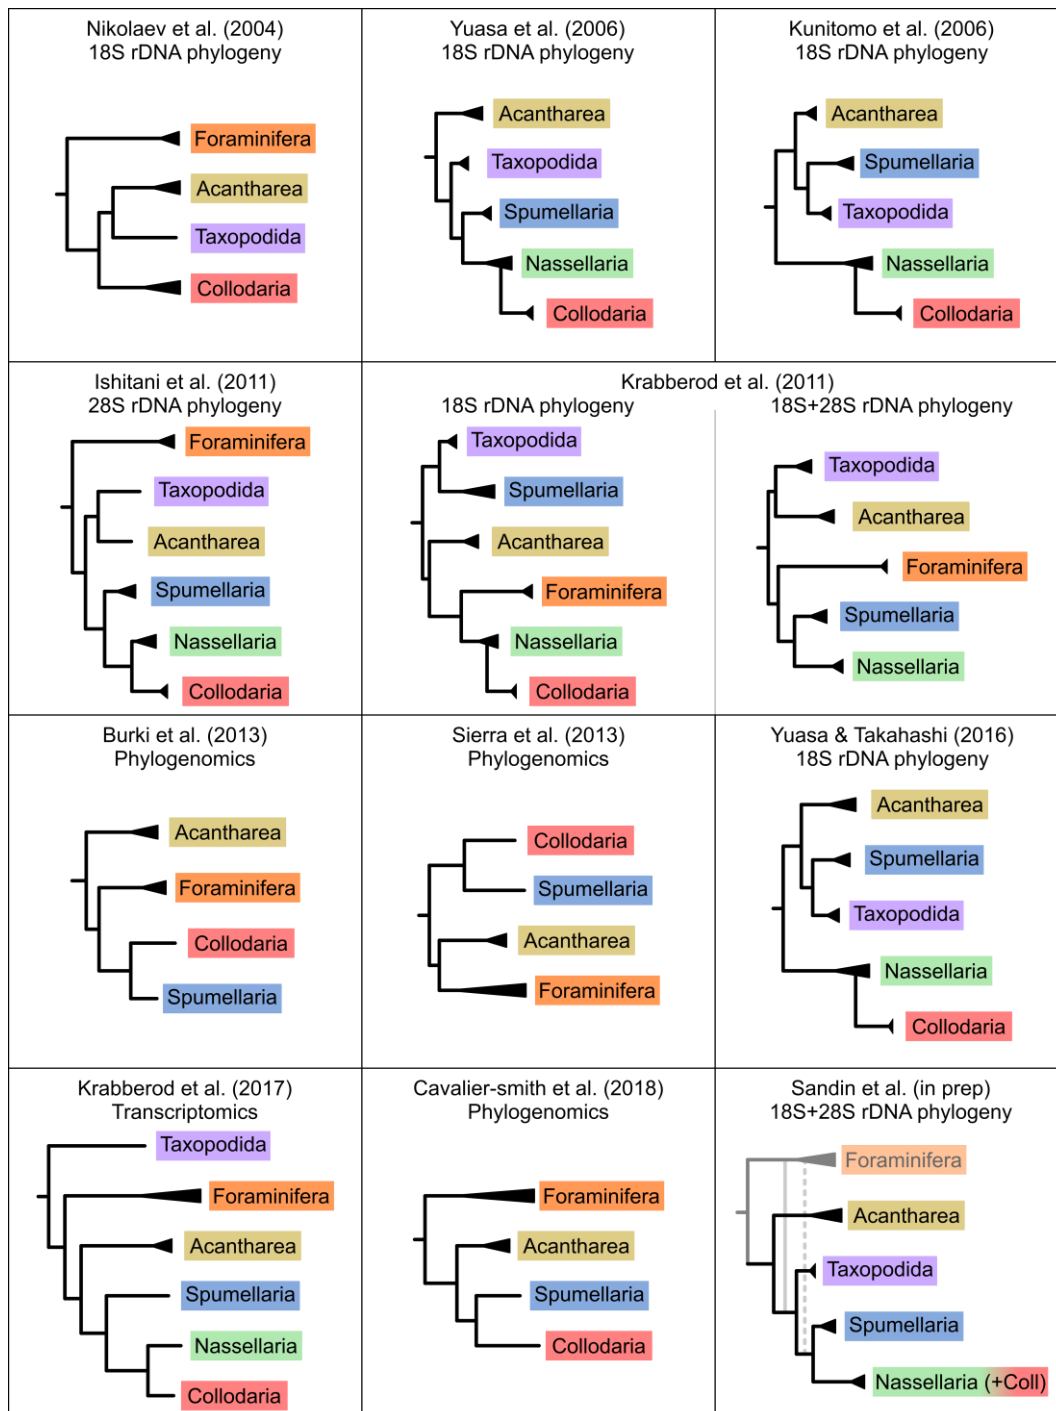 Nikolaev et al. (2004)
18S rDNA phylogeny
Foraminifera
Acantharea
Taxopodida
Collodaria
Yuasa et al. (2006)
18S rDNA phylogeny
Acantharea
Taxopodida
Spumellaria
Nassellaria
Collodaria
Kunitomo et al. (2006)
18S rDNA phylogeny
Acantharea
Spumellaria
Taxopodida
Nassellaria
Collodaria
Ishitani et al. (2011)
28S rDNA phylogeny
Foraminifera
Taxopodida
Acantharea
Spumellaria
Nassellaria
Collodaria
Krabberod et al. (2011)
18S rDNA phylogeny
Taxopodida
Spumellaria
Acantharea
Foraminifera
Nassellaria
Collodaria
18S+28S rDNA phylogeny
Taxopodida
Acantharea
Foraminifera
Spumellaria
Nassellaria
Burki et al. (2013)
Phylogenomics
Acantharea
Foraminifera
Collodaria
Spumellaria
Sierra et al. (2013)
Phylogenomics
Collodaria
Spumellaria
Acantharea
Foraminifera
Yuasa & Takahashi (2016)
18S rDNA phylogeny
Acantharea
Spumellaria
Taxopodida
Nassellaria
Collodaria
Krabberod et al. (2017)
Transcriptomics
Taxopodida
Foraminifera
Acantharea
Spumellaria
Nassellaria
Collodaria
Cavalier-smith et al. (2018)
Phylogenomics
Foraminifera
Acantharea
Spumellaria
Collodaria
Sandin et al. (in prep)
18S+28S rDNA phylogeny
Foraminifera
Acantharea
Taxopodida
Spumellaria
Nassellaria (+Coll)